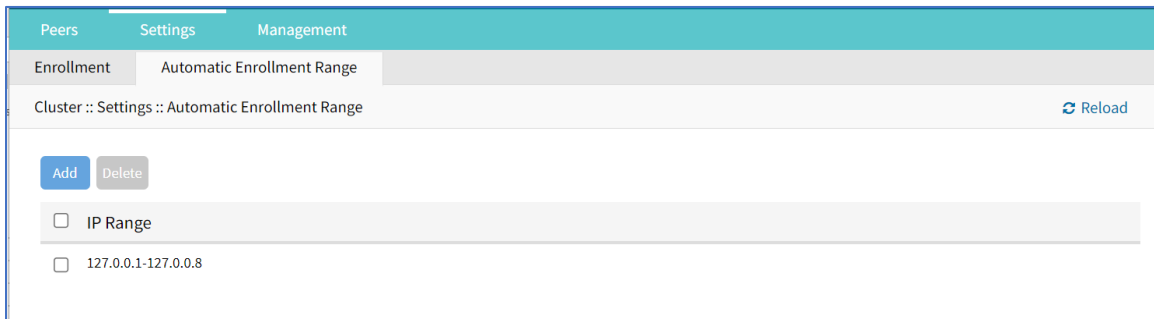 Peers Settings Management
Enrollment Automatic Enrollment Range
Cluster :: Settings :: Automatic Enrollment Range Reload
Add Delete
IP Range
127.0.0.1-127.0.0.8